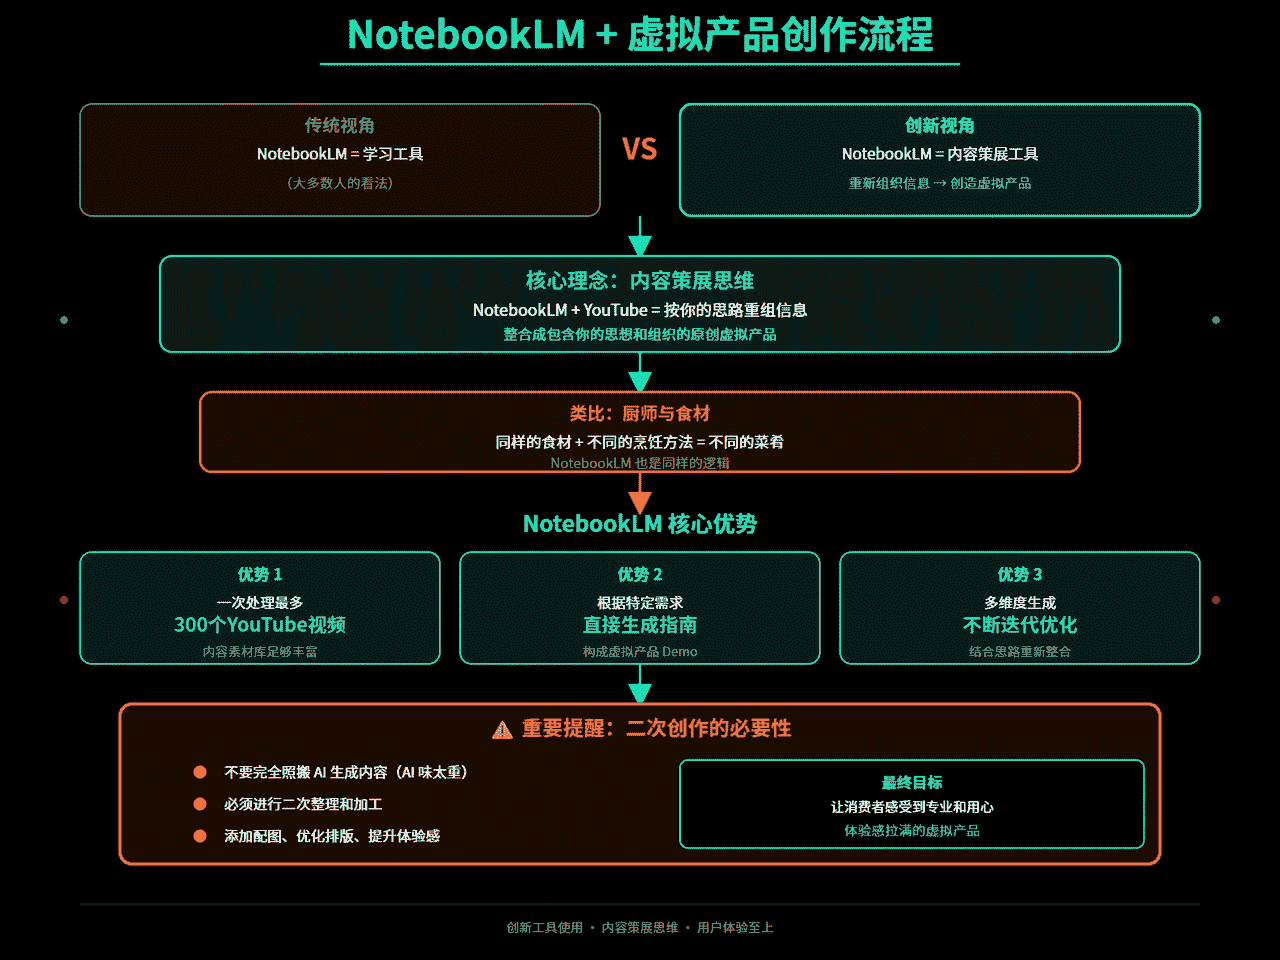 NotebookLM + 虚拟产品创作流程
传统视角
NotebookLM = 学习工具
（大多数人的看法）
VS
创新视角
NotebookLM = 内容策展工具
重新组织信息 → 创造虚拟产品
核心理念：内容策展思维
NotebookLM + YouTube = 按你的思路重组信息
整合成包含你的思想和组织的原创虚拟产品
类比：厨师与食材
同样的食材 + 不同的烹饪方法 = 不同的菜肴
NotebookLM 也是同样的逻辑
NotebookLM 核心优势
优势 1
一次处理最多
300个YouTube视频
内容素材库足够丰富
优势 2
根据特定需求
直接生成指南
构成虚拟产品 Demo
优势 3
多维度生成
不断迭代优化
结合思路重新整合
⚠ 重要提醒：二次创作的必要性
不要完全照搬 AI 生成内容（AI 味太重）
必须进行二次整理和加工
添加配图、优化排版、提升体验感
最终目标
让消费者感受到专业和用心
体验感拉满的虚拟产品
创新工具使用 • 内容策展思维 • 用户体验至上